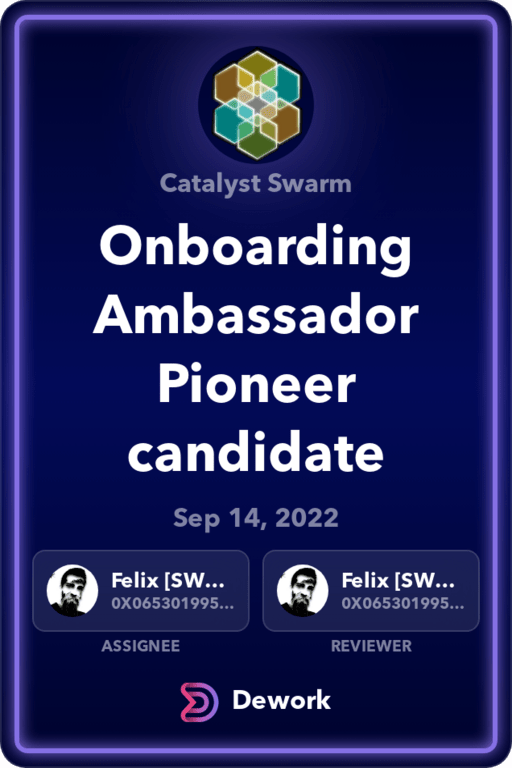 Catalyst Swarm
Onboarding
Ambassador
Pioneer
candidate
Sep 14, 2022
Felix [SW...
0X065301995...
Felix [SW...
0X065301995...
ASSIGNEE
REVIEWER
Dework